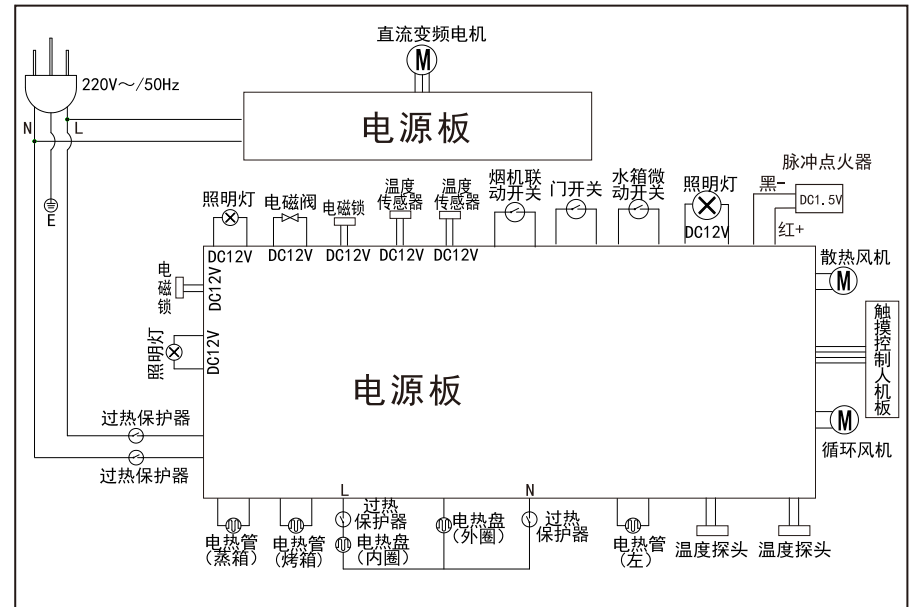 直流变频电机
M
220V～/50Hz
电源板
N
L
E
脉冲点火器
黑-
DC1.5V
红+
照明灯
电磁阀
电磁锁
温度
传感器
温度
传感器
烟机联
动开关
门开关
水箱微
动开关
照明灯
DC12V
DC12V
DC12V
DC12V
DC12V
DC12V
散热风机
M
电磁锁
DC12V
照明灯
DC12V
触摸控制人机板
电源板
M
循环风机
过热保护器
过热保护器
L
N
过热
保护器
过热
保护器
电热管
(蒸箱)
电热管
(烤箱)
电热盘
(内圈)
电热盘
(外圈)
电热管
(左)
温度探头
温度探头